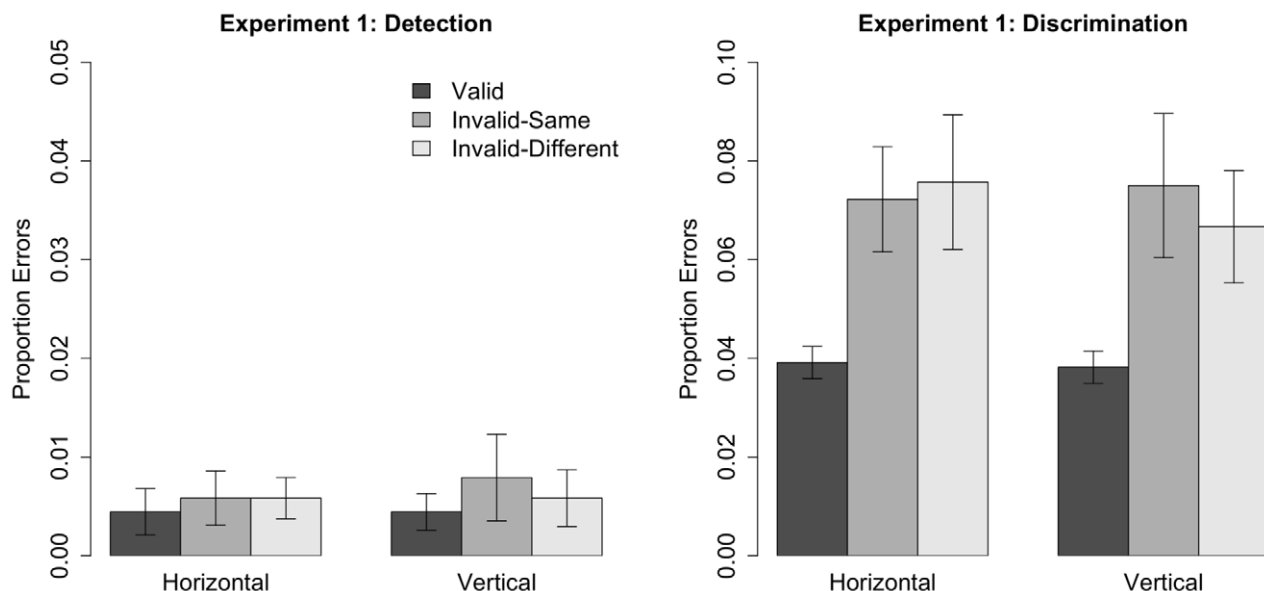 Experiment 1: Detection
Proportion Errors
0.05
0.04
0.03
0.02
0.01
0.00
Valid
Invalid-Same
Invalid-Different
Horizontal
Vertical
Experiment 1: Discrimination
Proportion Errors
0.10
0.08
0.06
0.04
0.02
0.00
Horizontal
Vertical